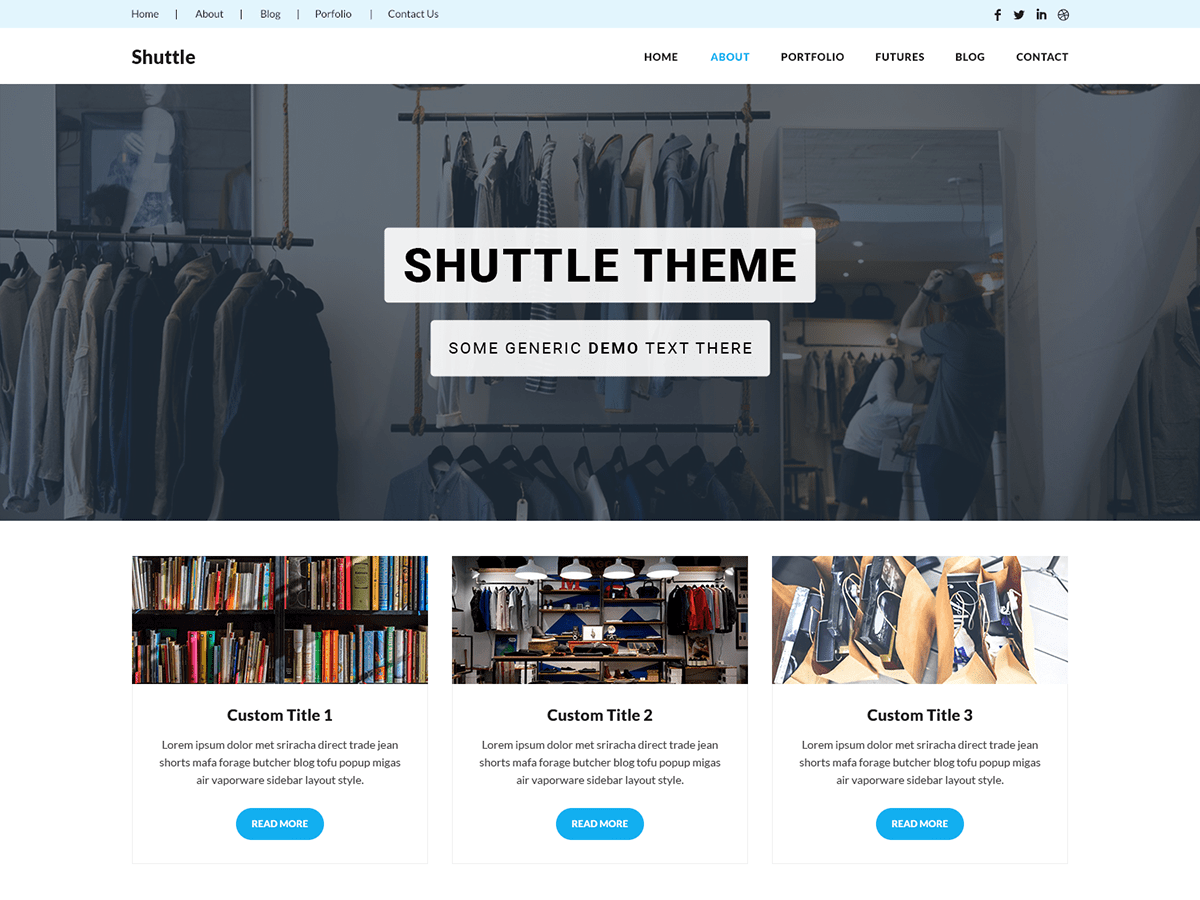 Home | About | Blog | Porfolio | Contact Us
Shuttle
HOME ABOUT PORTFOLIO FUTURES BLOG CONTACT
SHUTTLE THEME
SOME GENERIC DEMO TEXT THERE
Custom Title 1
Lorem ipsum dolor met sriracha direct trade jean
shorts mafa forage butcher blog tofu popup migas
air vaporware sidebar layout style.
READ MORE
Custom Title 2
Lorem ipsum dolor met sriracha direct trade jean
shorts mafa forage butcher blog tofu popup migas
air vaporware sidebar layout style.
READ MORE
Custom Title 3
Lorem ipsum dolor met sriracha direct trade jean
shorts mafa forage butcher blog tofu popup migas
air vaporware sidebar layout style.
READ MORE